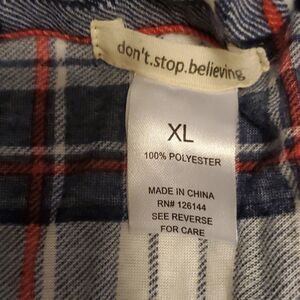 don't.stop.believing
XL
100% POLYESTER
MADE IN CHINA
RN# 126144
SEE REVERSE
FOR CARE